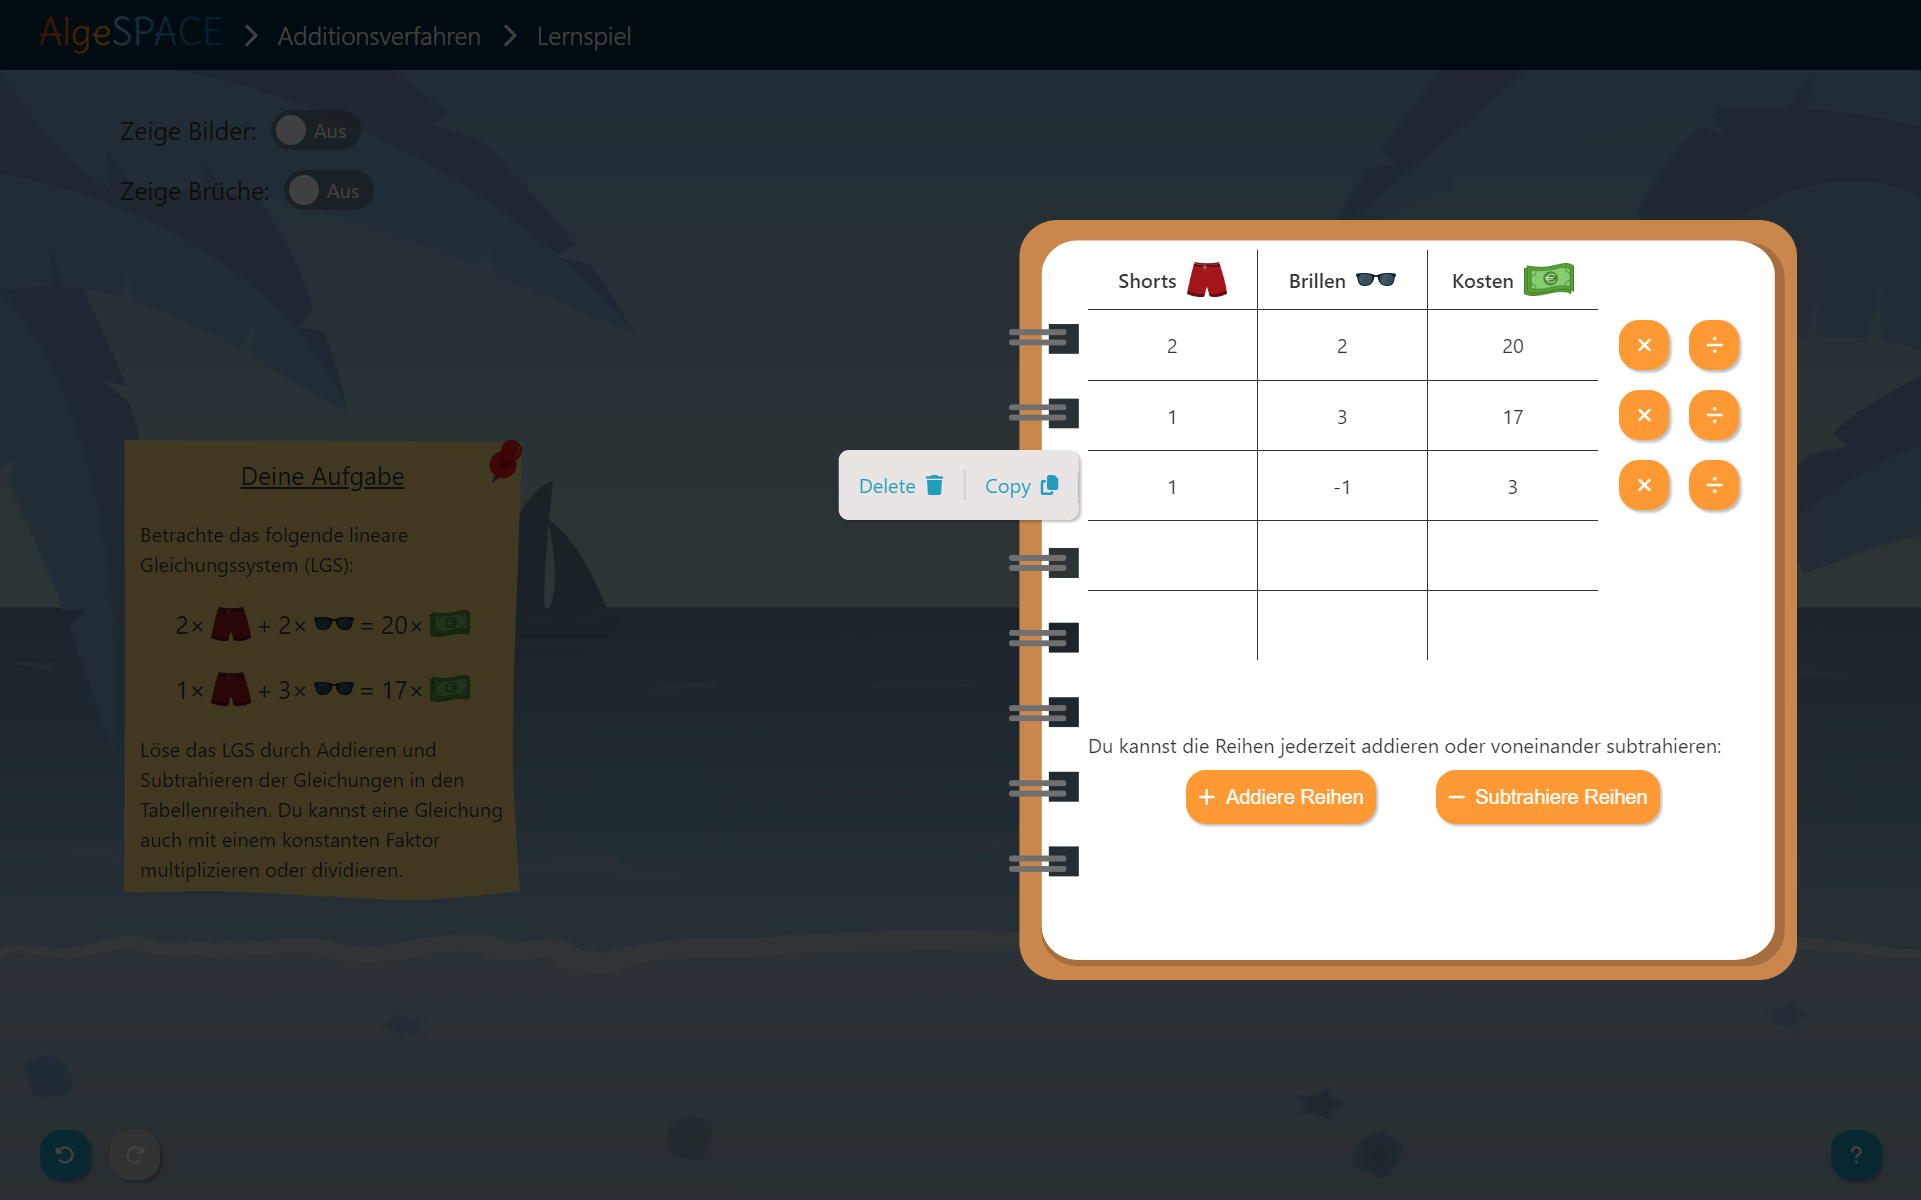 AlgeSPACE > Additionsverfahren > Lernspiel
Zeige Bilder: Aus
Zeige Brüche: Aus
Deine Aufgabe
Betrachte das folgende lineare
Gleichungssystem (LGS):
2× + 2× = 20×
1× + 3× = 17×
Löse das LGS durch Addieren und
Subtrahieren der Gleichungen in den
Tabellenreihen. Du kannst eine Gleichung
auch mit einem konstanten Faktor
multiplizieren oder dividieren.
Shorts Brillen Kosten
2 2 20 × ÷
1 3 17 × ÷
Delete Copy
1 -1 3 × ÷
Du kannst die Reihen jederzeit addieren oder voneinander subtrahieren:
+ Addiere Reihen − Subtrahiere Reihen
?